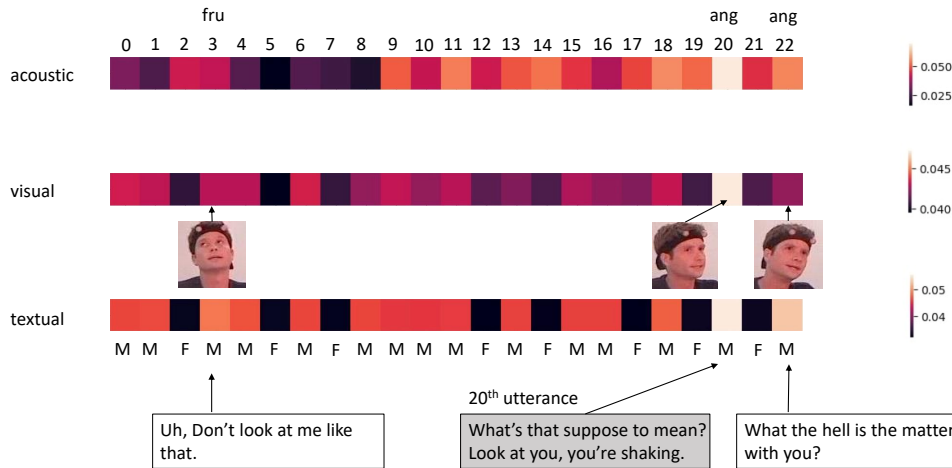 fru ang ang
0 1 2 3 4 5 6 7 8 9 10 11 12 13 14 15 16 17 18 19 20 21 22
acoustic
0.050
0.025
visual
0.045
0.040
textual
0.05
0.04
M M F M M F M F M M M M F M F M M F M F M F M
20th utterance
Uh, Don't look at me like
that.
What's that suppose to mean?
Look at you, you're shaking.
What the hell is the matter
with you?